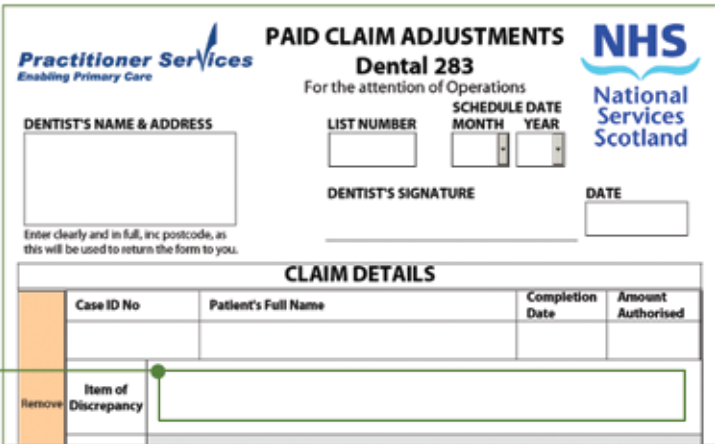 Practitioner Services
Enabling Primary Care
PAID CLAIM ADJUSTMENTS
Dental 283
For the attention of Operations
NHS
National
Services
Scotland
DENTIST'S NAME & ADDRESS
LIST NUMBER
SCHEDULE DATE
MONTH YEAR
DENTIST'S SIGNATURE
DATE
Enter clearly and in full, inc postcode, as
this will be used to return the form to you.
CLAIM DETAILS
Case ID No
Patient's Full Name
Completion
Date
Amount
Authorised
Remove
Item of
Discrepancy